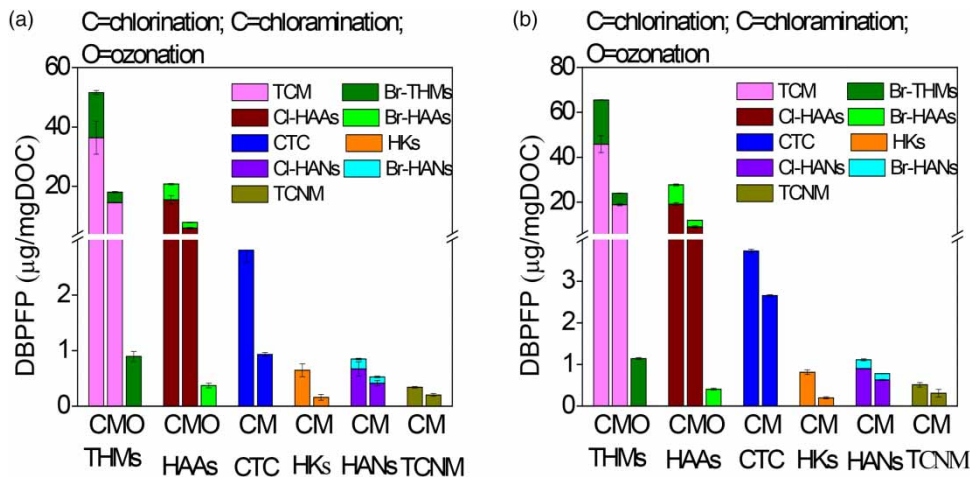 (a) C=chlorination; C=chloramination;
O=ozonation
60
40
20
2
1
0
DBPFP (μg/mgDOC)
TCM
Br-THMs
Cl-HAAs
Br-HAAs
CTC
HKs
Cl-HANs
Br-HANs
TCNM
CMO CMO CM CM CM CM
THMs HAAs CTC HKs HANs TCNM
(b) C=chlorination; C=chloramination;
O=ozonation
80
60
40
20
3
2
1
0
DBPFP (μg/mgDOC)
TCM
Br-THMs
Cl-HAAs
Br-HAAs
CTC
HKs
Cl-HANs
Br-HANs
TCNM
CMO CMO CM CM CM CM
THMs HAAs CTC HKs HANs TCNM